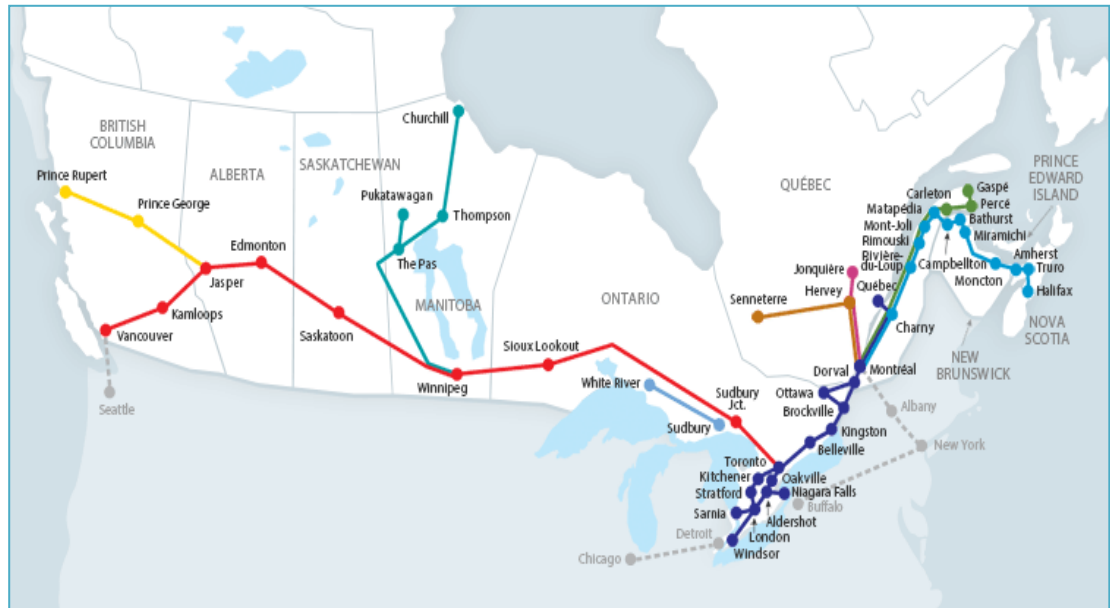 BRITISH
COLUMBIA
Prince Rupert
Prince George
ALBERTA
Edmonton
Jasper
Kamloops
Vancouver
Seattle
SASKATCHEWAN
Saskatoon
Churchill
Pukatawagan
Thompson
The Pas
MANITOBA
Winnipeg
ONTARIO
Sioux Lookout
White River
Sudbury
Sudbury
Jct.
QUÉBEC
Senneterre
Jonquière
Hervey
Québec
Charny
Montréal
Dorval
Ottawa
Brockville
Kingston
Belleville
Toronto
Kitchener
Stratford
Sarnia
Oakville
Niagara Falls
Aldershot
London
Windsor
Detroit
Chicago
Buffalo
Albany
New York
Carleton
Matapédia
Mont-Joli
Rimouski
Rivière-
du-Loup
Gaspé
Percé
Bathurst
Miramichi
Campbellton
Moncton
Amherst
Truro
Halifax
PRINCE
EDWARD
ISLAND
NOVA
SCOTIA
NEW
BRUNSWICK